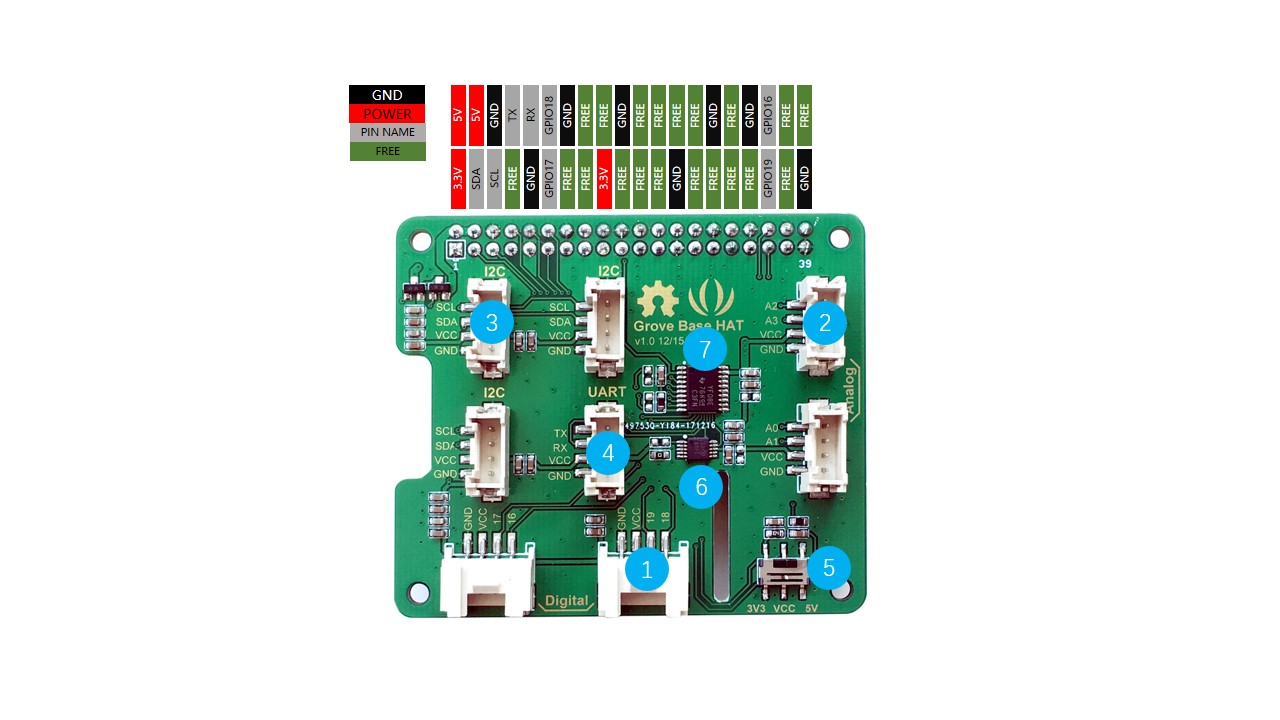 GND
POWER
PIN NAME
FREE
5V 5V GND TX RX GPIO18 GND FREE FREE GND FREE FREE FREE FREE GND FREE GND GPIO16 FREE FREE
3.3V SDA SCL FREE GND GPIO17 FREE FREE 3.3V FREE FREE FREE GND FREE FREE FREE FREE GPIO19 FREE GND
1
39
I2C
SCL
SDA
VCC
GND
3
I2C
SCL
SDA
VCC
GND
Grove Base HAT
v1.0 12/15
7
A2
A3
VCC
GND
2
Analog
I2C
SCL
SDA
VCC
GND
UART
TX
RX
VCC
GND
4
49753Q-Y184-171216
6
A0
A1
VCC
GND
GND VCC 17 16
Digital
GND VCC 19 18
1
5
3V3 VCC 5V